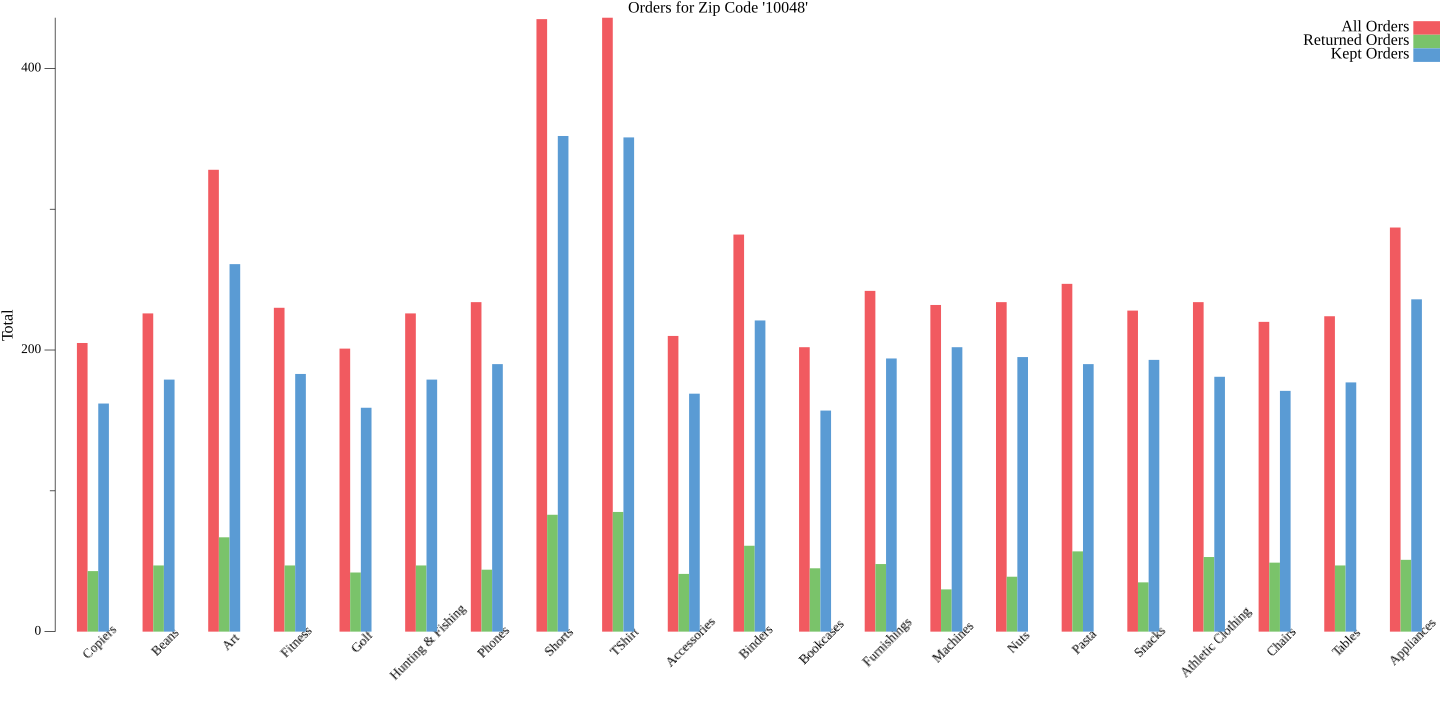 Orders for Zip Code '10048'
All Orders
Returned Orders
Kept Orders
Total
400
200
0
Copiers
Beans
Art
Fitness
Golf
Hunting & Fishing
Phones
Shorts
TShirt
Accessories
Binders
Bookcases
Furnishings
Machines
Nuts
Pasta
Snacks
Athletic Clothing
Chairs
Tables
Appliances